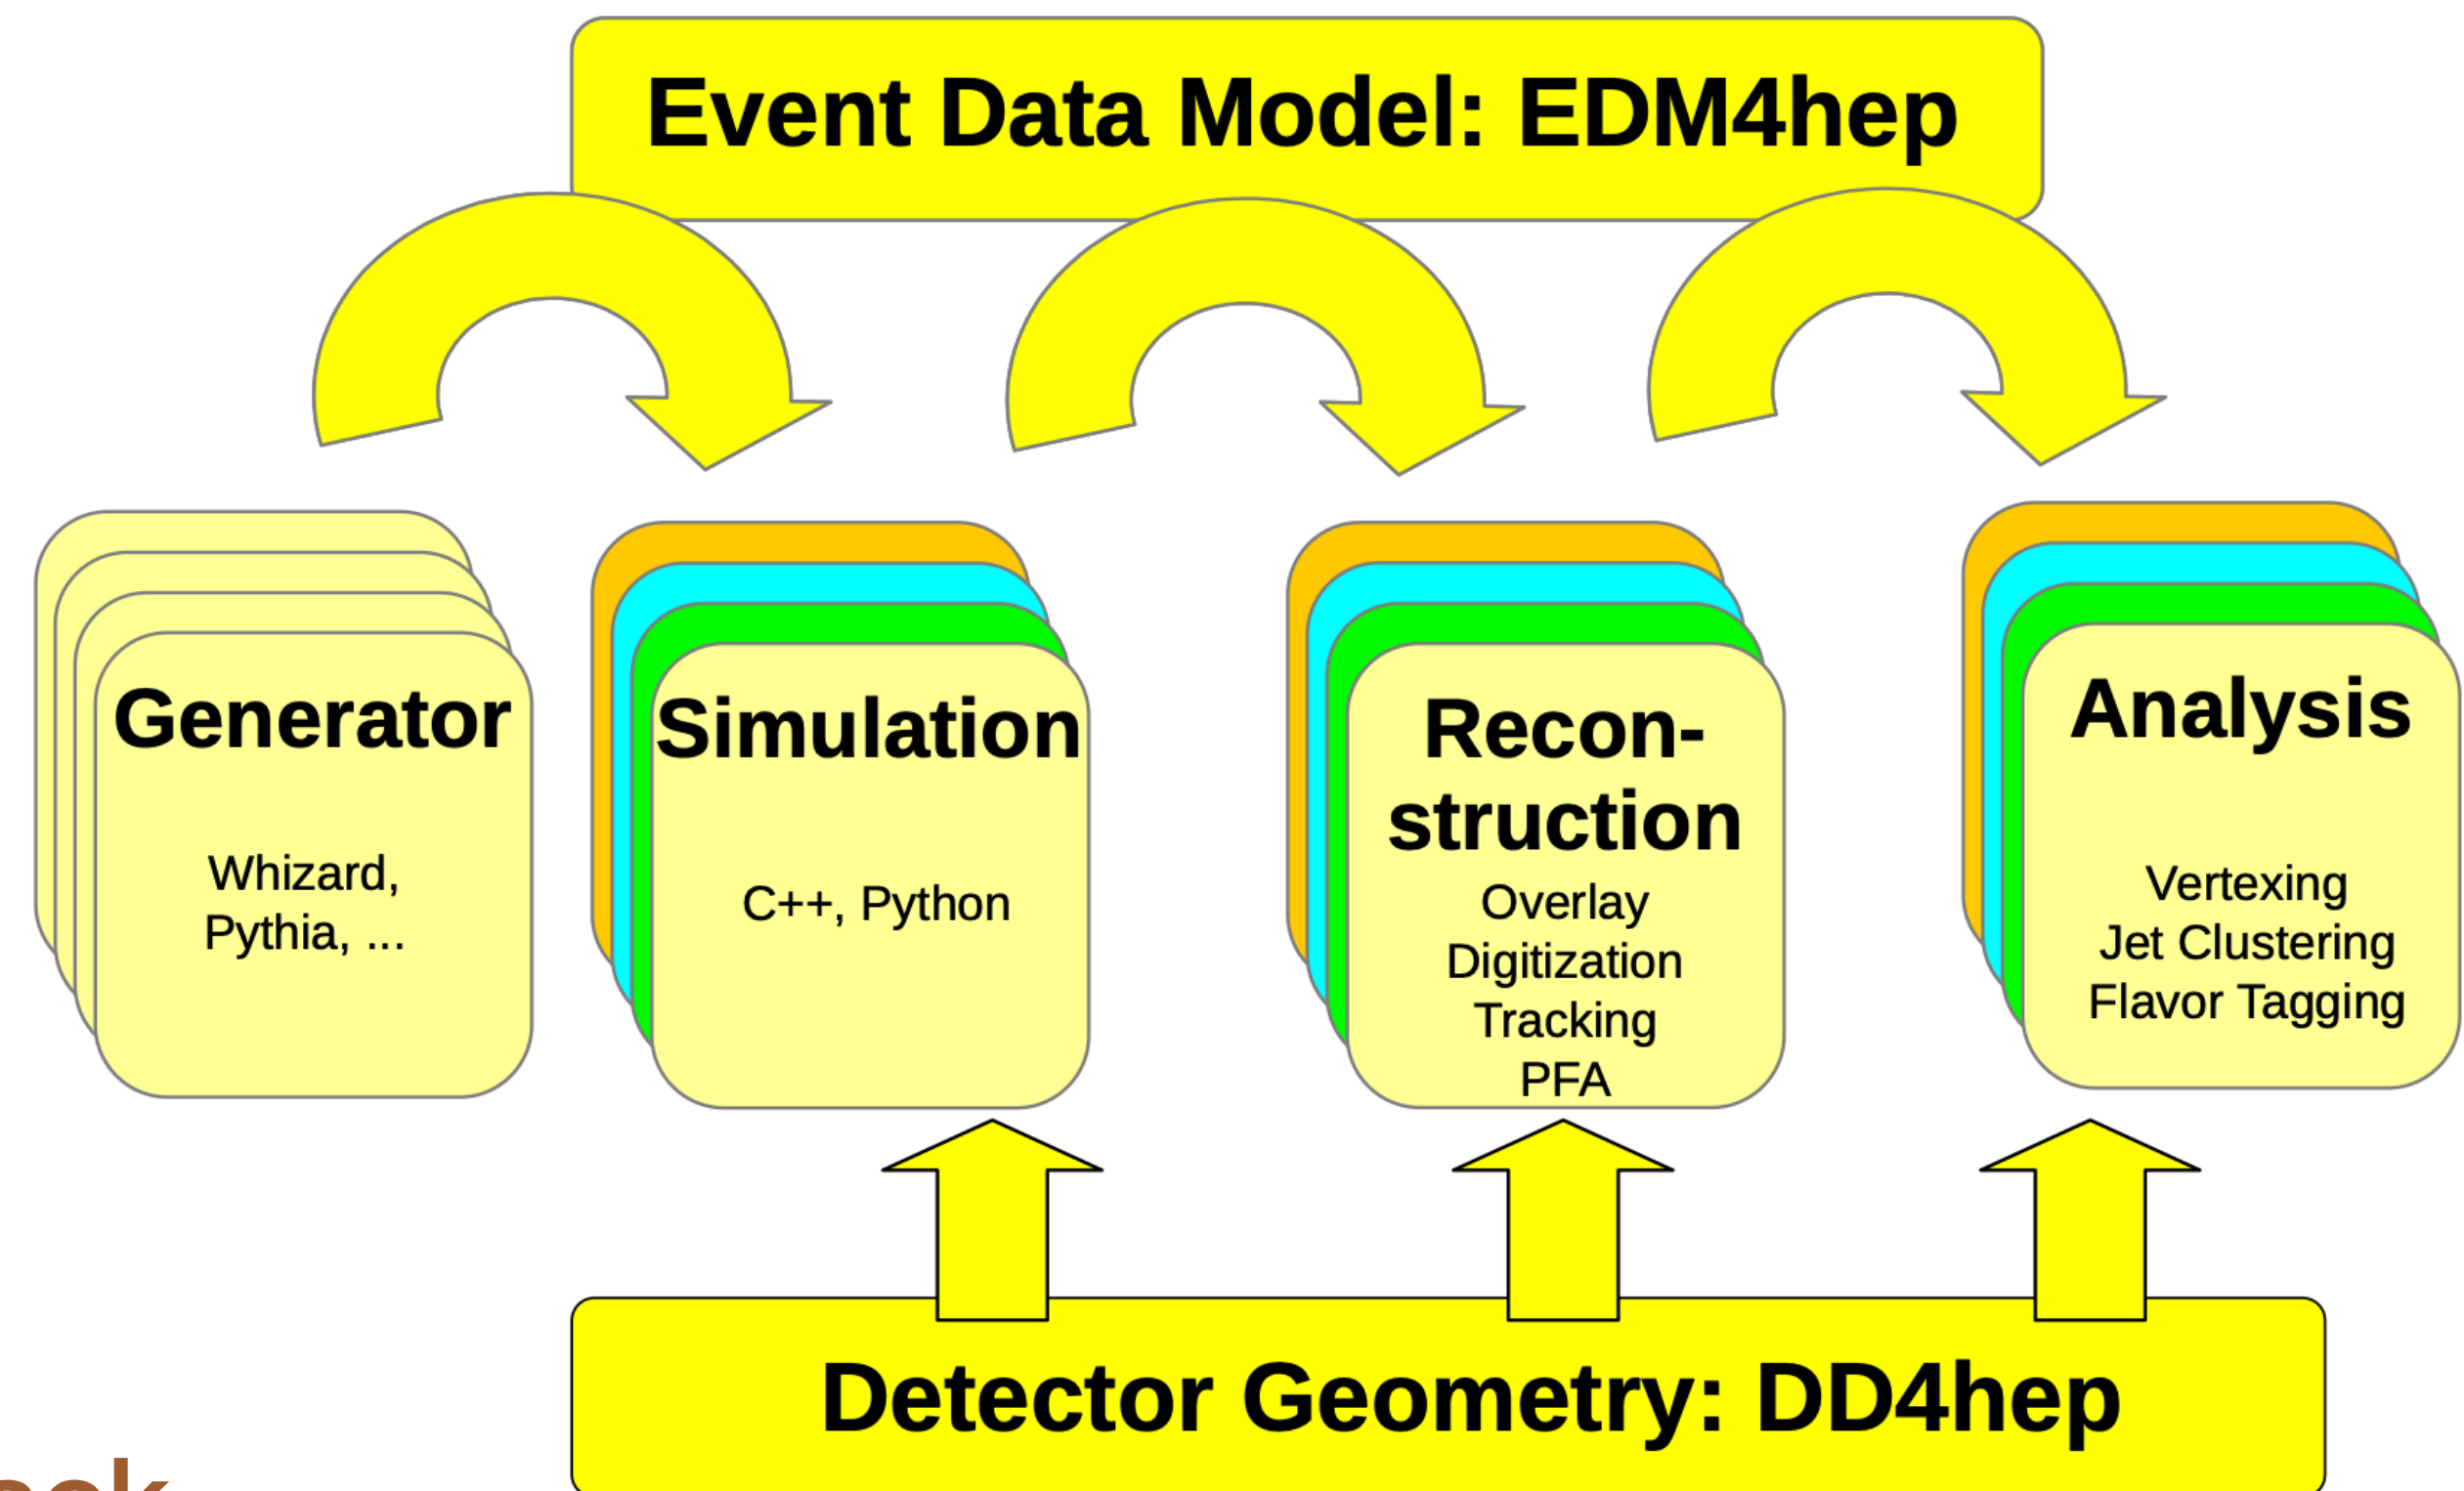 Event Data Model: EDM4hep
Generator
Whizard,
Pythia, ...
Simulation
C++, Python
Recon-
struction
Overlay
Digitization
Tracking
PFA
Analysis
Vertexing
Jet Clustering
Flavor Tagging
Detector Geometry: DD4hep